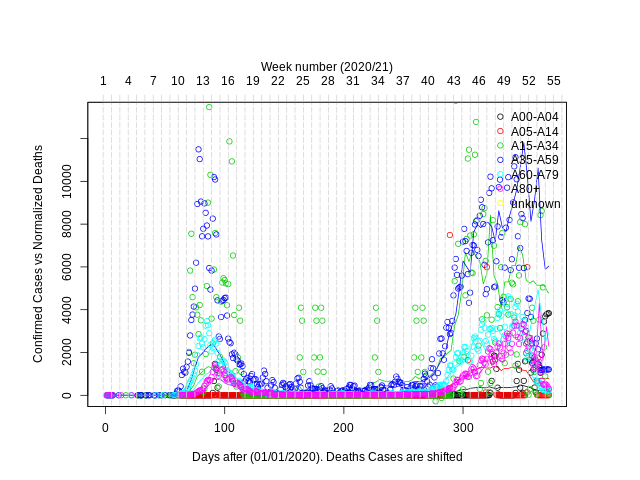 Week number (2020/21)
1 4 7 10 13 16 19 22 25 28 31 34 37 40 43 46 49 52 55
Confirmed Cases vs Normalized Deaths
0 2000 4000 6000 8000 10000
A00-A04
A05-A14
A15-A34
A35-A59
A60-A79
A80+
unknown
0 100 200 300
Days after (01/01/2020). Deaths Cases are shifted